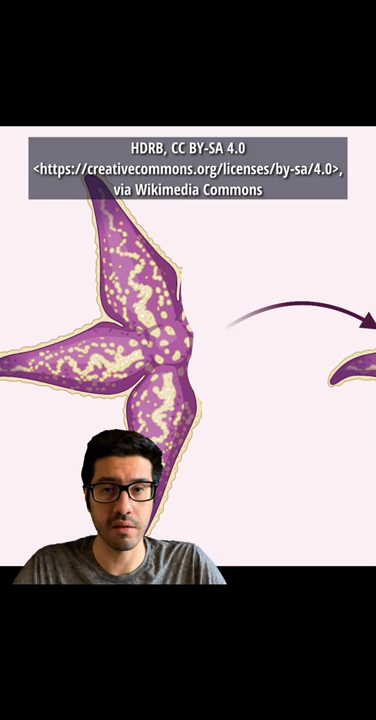 HDRB, CC BY-SA 4.0
<https://creativecommons.org/licenses/by-sa/4.0>,
via Wikimedia Commons